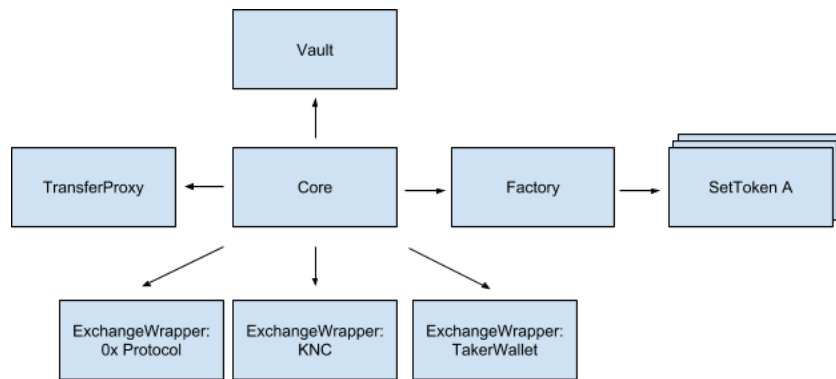 Vault
TransferProxy
Core
Factory
SetToken A
ExchangeWrapper:
0x Protocol
ExchangeWrapper:
KNC
ExchangeWrapper:
TakerWallet